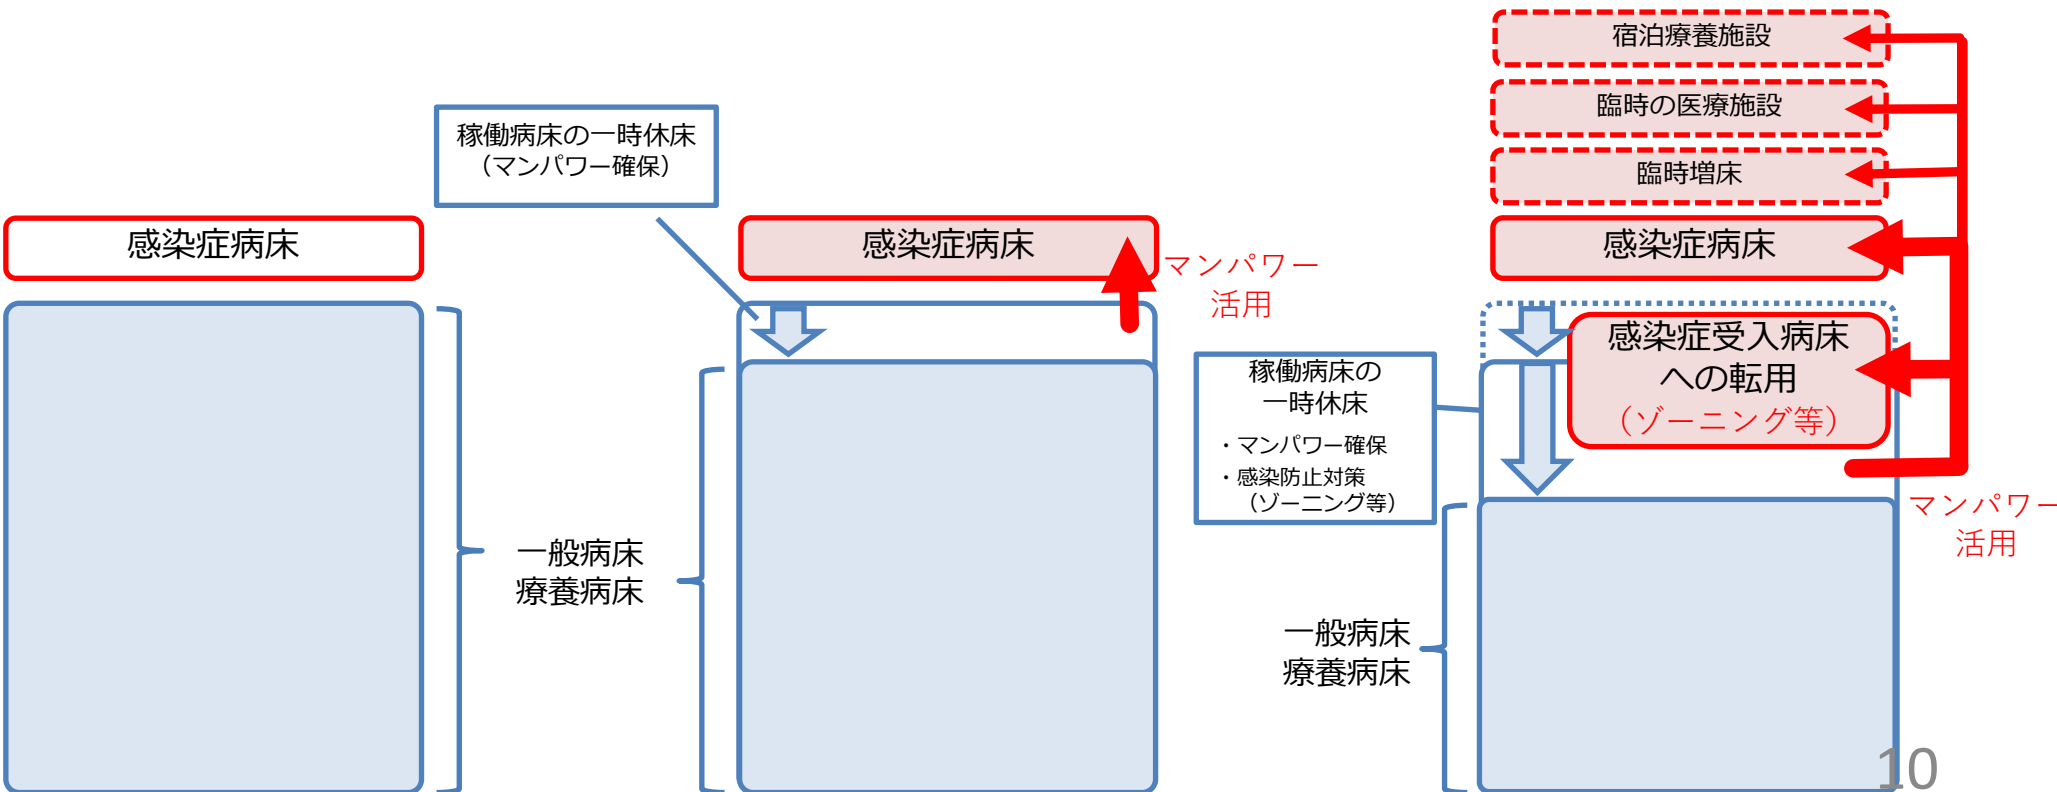 宿泊療養施設
臨時の医療施設
臨時増床
稼働病床の一時休床
（マンパワー確保）
感染症病床
感染症病床
マンパワー
活用
感染症病床
一般病床
療養病床
稼働病床の
一時休床
・マンパワー確保
・感染防止対策
（ゾーニング等）
感染症受入病床
への転用
（ゾーニング等）
マンパワー
活用
一般病床
療養病床
10